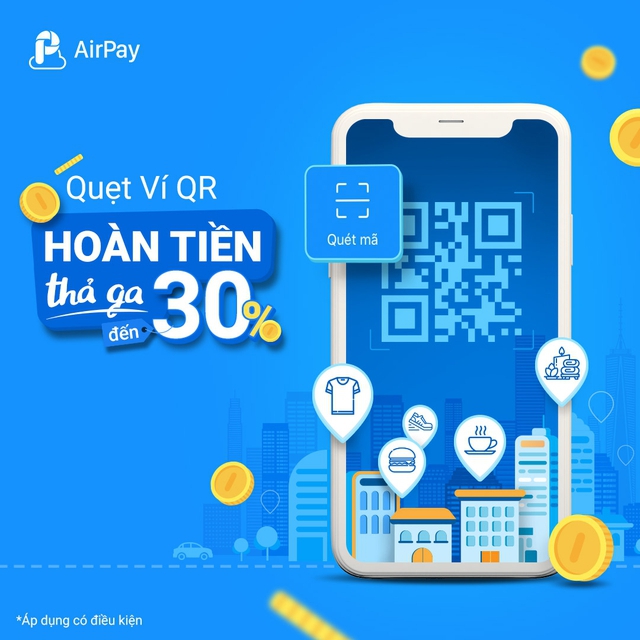 AirPay
Quẹt Ví QR
HOÀN TIỀN
thả ga
đến 30%
Quét mã
*Áp dụng có điều kiện